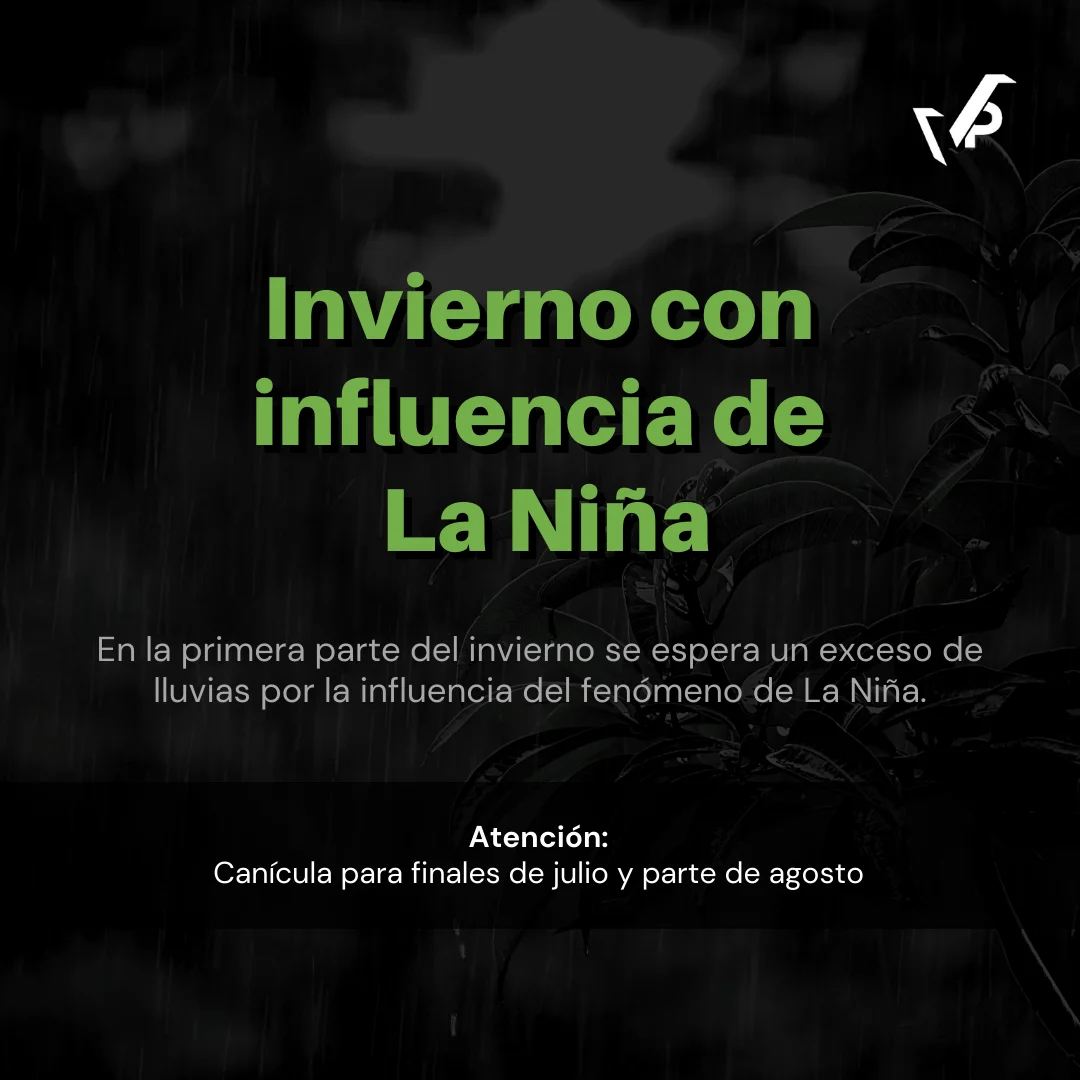 Invierno con
influencia de
La Niña
En la primera parte del invierno se espera un exceso de
lluvias por la influencia del fenómeno de La Niña.
Atención:
Canícula para finales de julio y parte de agosto